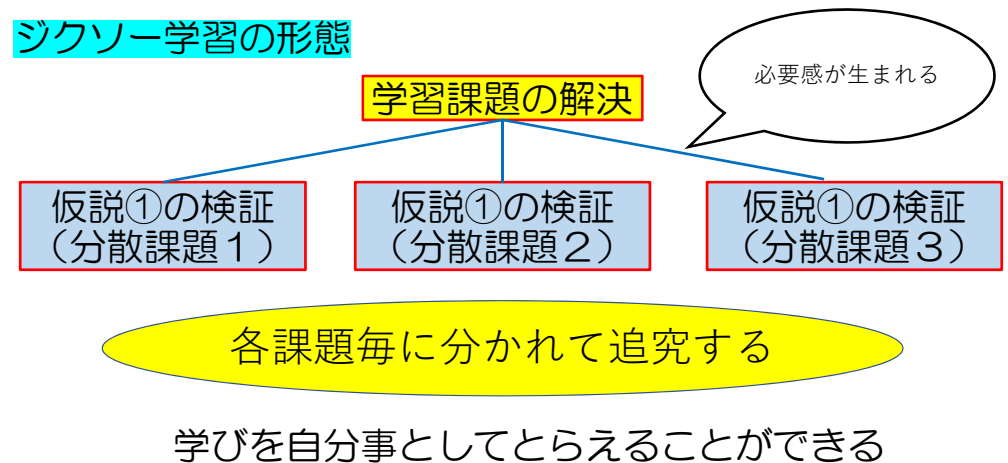 ジクソー学習の形態
必要感が生まれる
学習課題の解決
仮説①の検証
（分散課題１）
仮説①の検証
（分散課題２）
仮説①の検証
（分散課題３）
各課題毎に分かれて追究する
学びを自分事としてとらえることができる